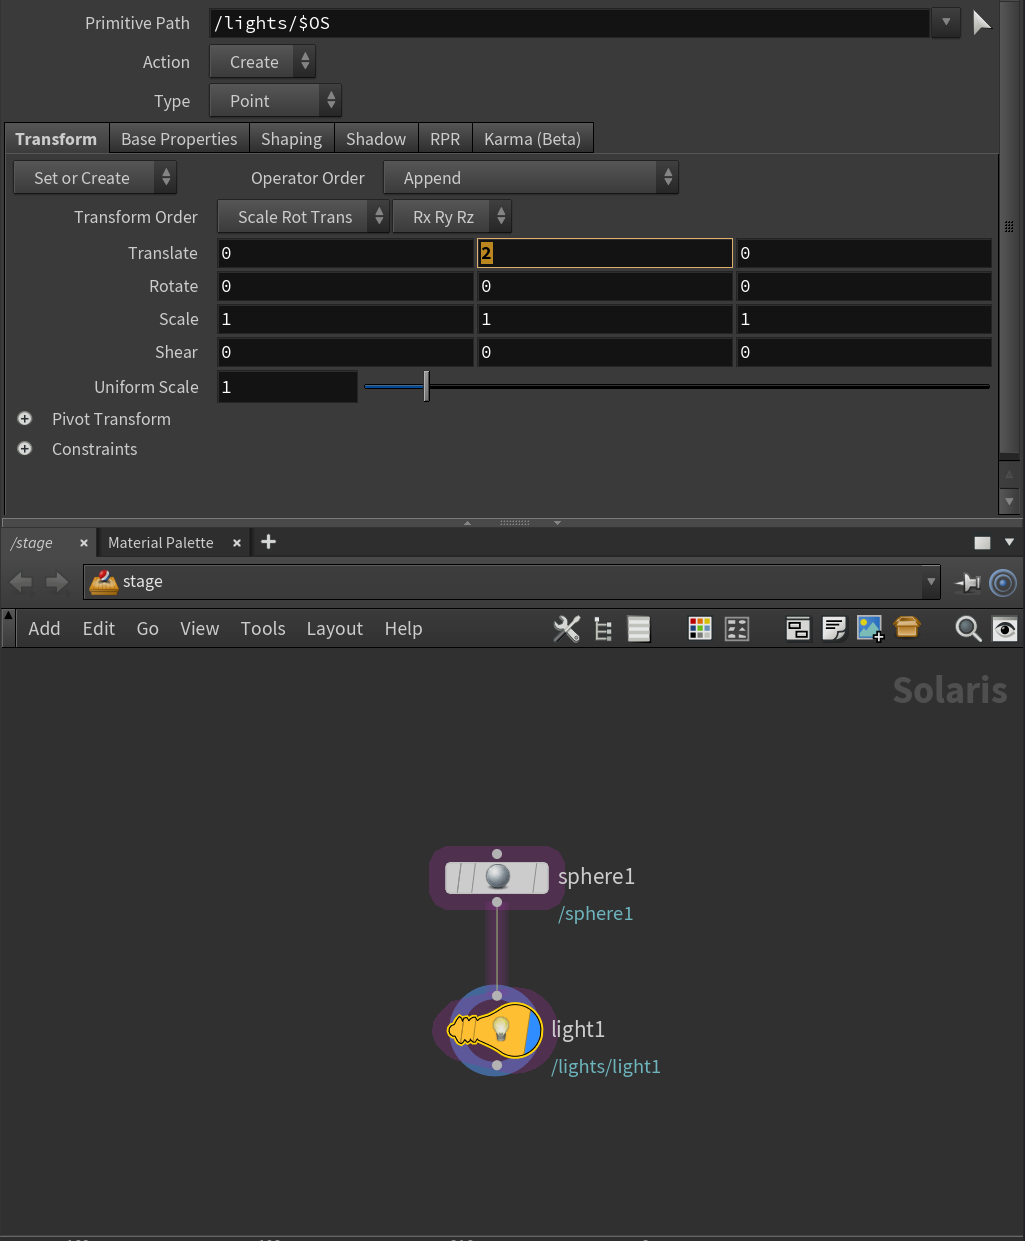 Primitive Path /lights/$OS
Action Create
Type Point
Transform Base Properties Shaping Shadow RPR Karma (Beta)
Set or Create Operator Order Append
Transform Order Scale Rot Trans Rx Ry Rz
Translate 0 2 0
Rotate 0 0 0
Scale 1 1 1
Shear 0 0 0
Uniform Scale 1
Pivot Transform
Constraints
/stage × Material Palette × +
stage
Add Edit Go View Tools Layout Help
Solaris
sphere1
/sphere1
light1
/lights/light1